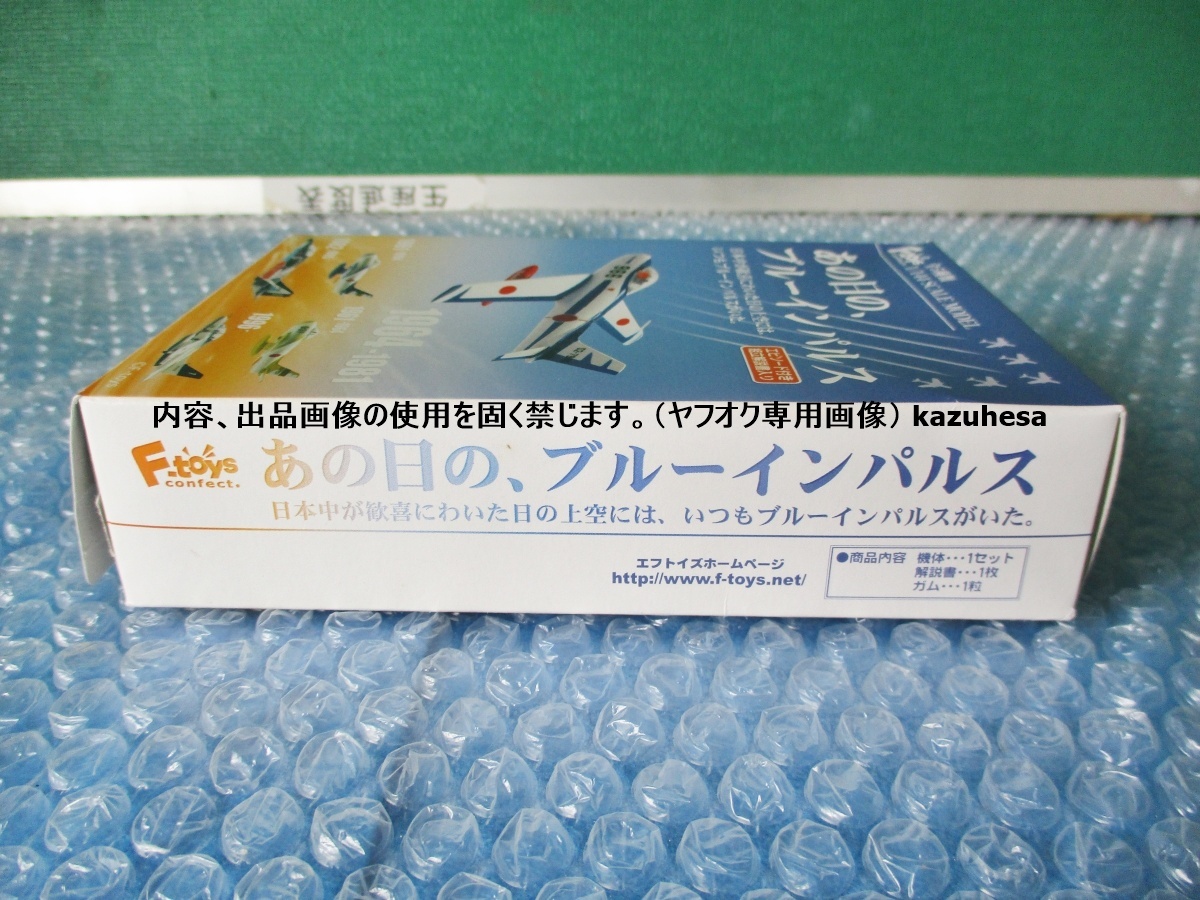 生産進度表
あの日の、
ブルーインパルス
1964-1981
内容、出品画像の使用を固く禁じます。（ヤフオク専用画像） kazuhesa
F-toys
confect.
あの日の、ブルーインパルス
日本中が歓喜にわいた日の上空には、いつもブルーインパルスがいた。
エフトイズホームページ
http://www.f-toys.net/
●商品内容 機体･･･1セット
解説書･･･1枚
ガム･･･1粒